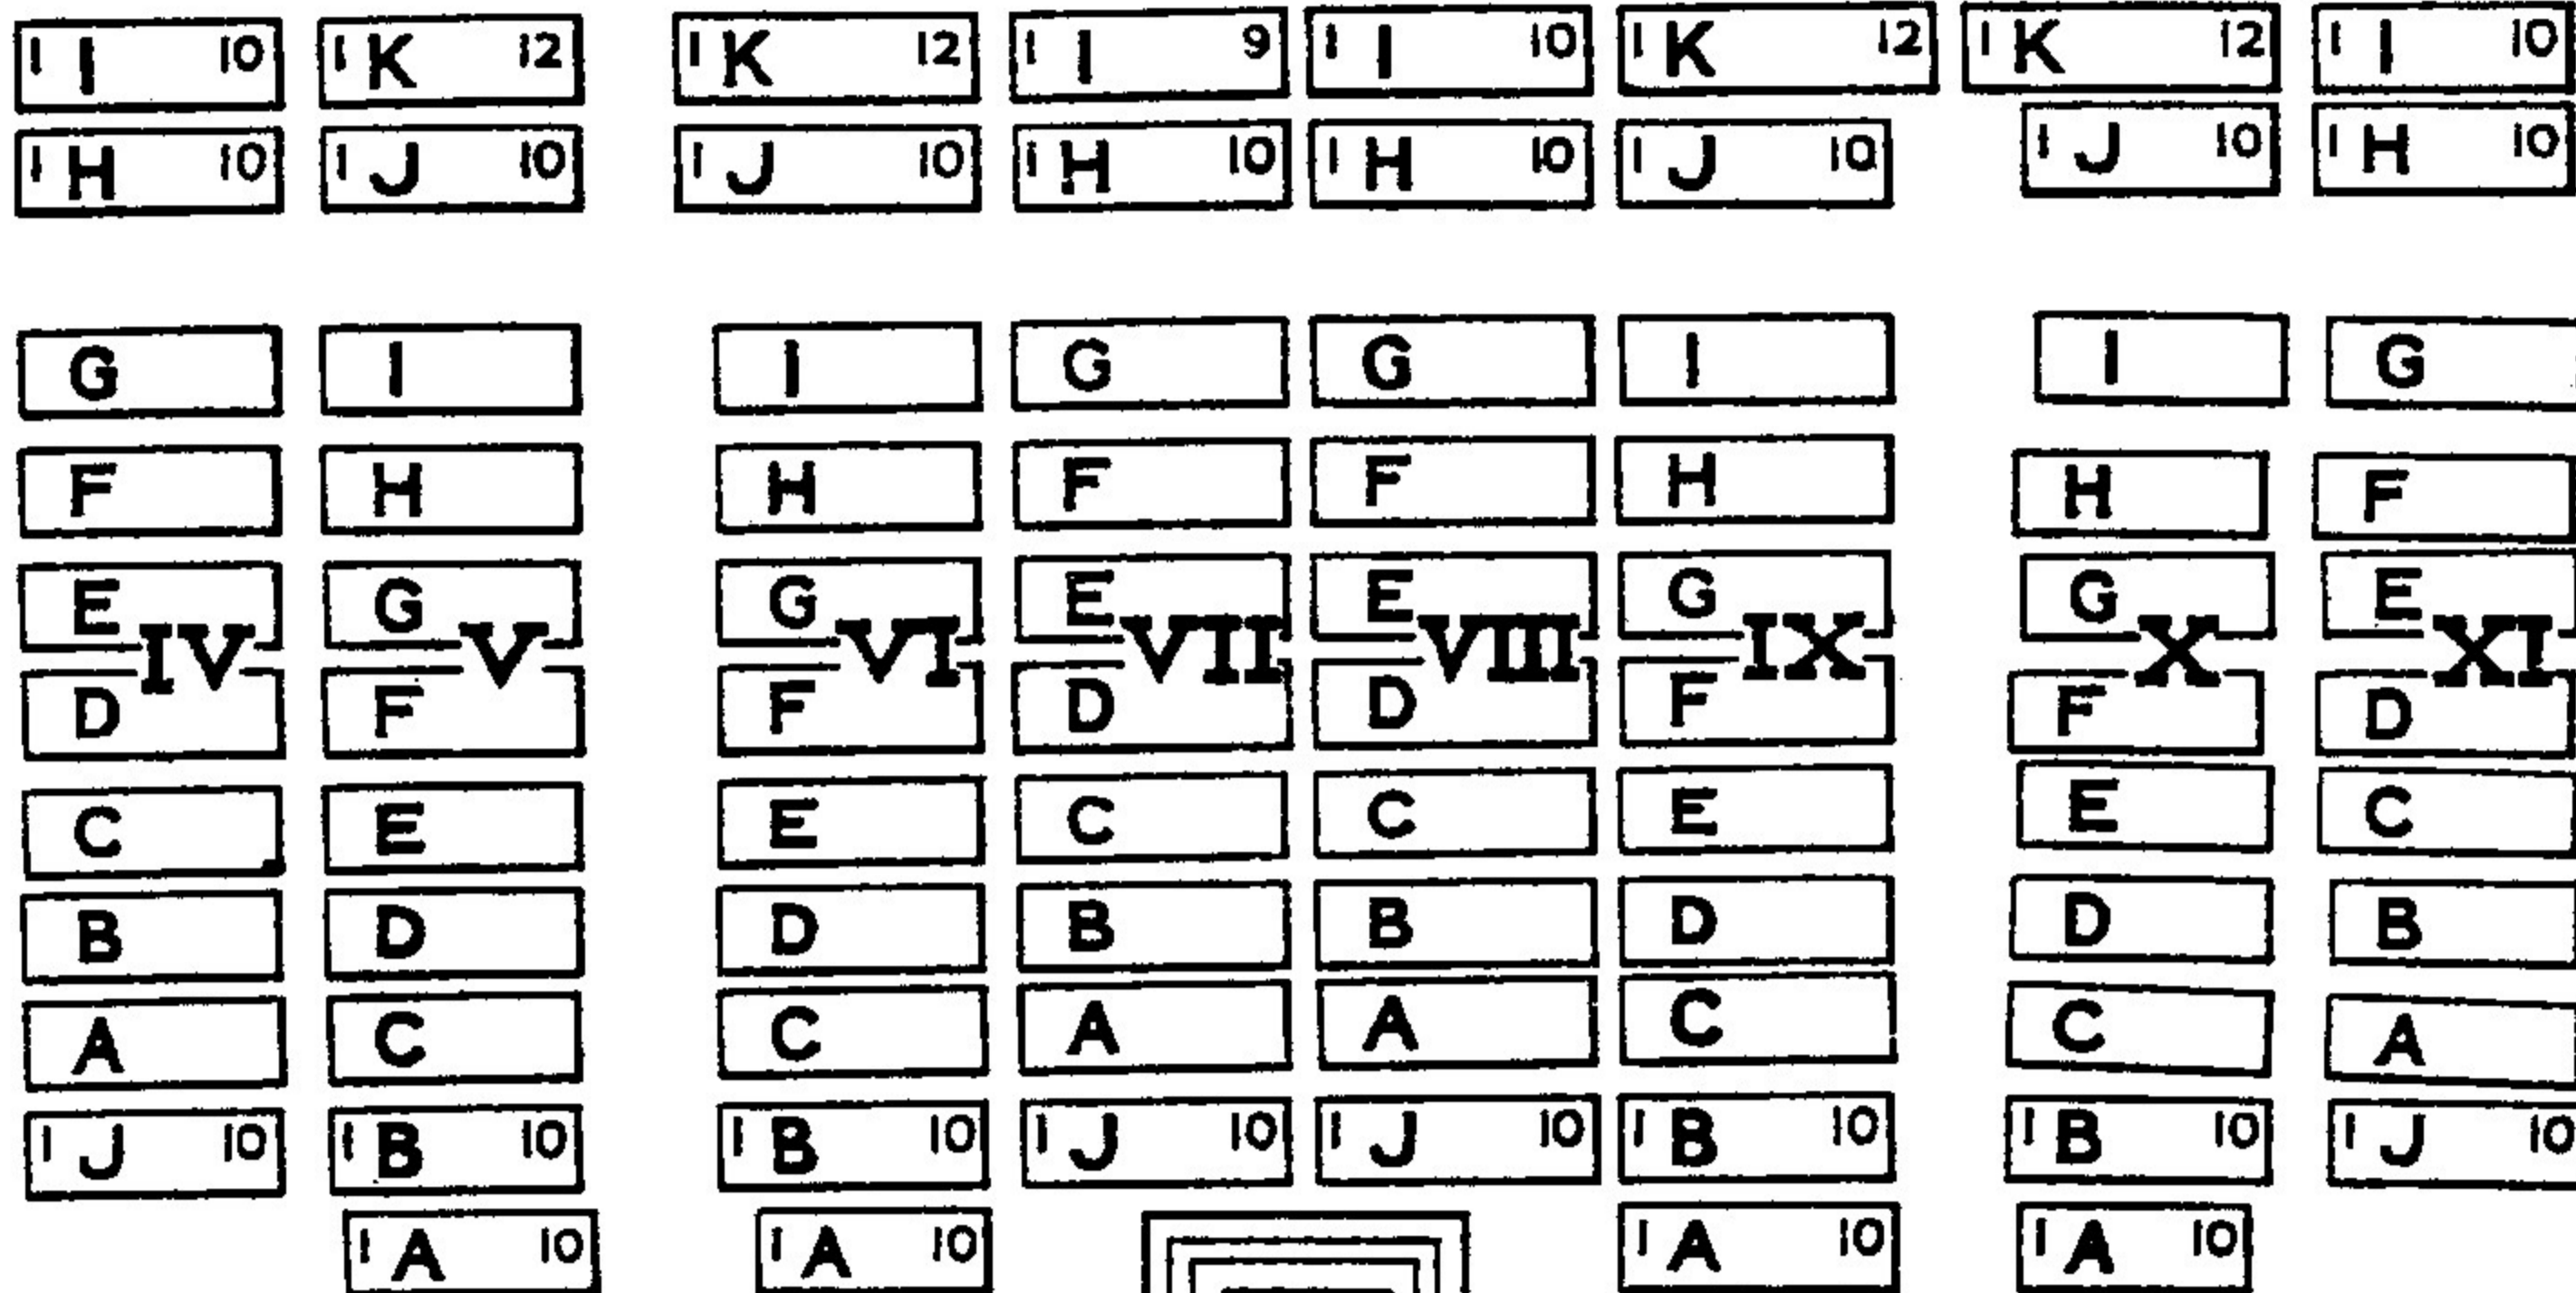 1 I 10 1 K 12 1 K 12 1 I 9 1 I 10 1 K 12 1 K 12 1 I 10
1 H 10 1 J 10 1 J 10 1 H 10 1 H 10 1 J 10 1 J 10 1 H 10
G I I G G I I G
F H H F F H H F
E G G E E G G E
IV V VI VII VIII IX X XI
D F F D D F F D
C E E C C E E C
B D D B B D D B
A C C A A C C A
1 J 10 1 B 10 1 B 10 1 J 10 1 J 10 1 B 10 1 B 10 1 J 10
1 A 10 1 A 10 1 A 10 1 A 10